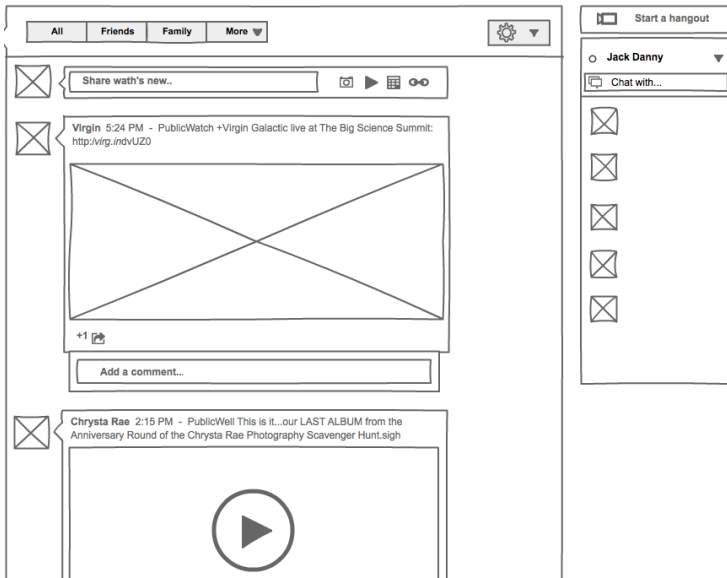 All Friends Family More
Start a hangout
Jack Danny
Chat with...
Share wath's new..
Virgin 5:24 PM - PublicWatch +Virgin Galactic live at The Big Science Summit:
http:/virg.indvUZ0
+1
Add a comment...
Chrysta Rae 2:15 PM - PublicWell This is it...our LAST ALBUM from the
Anniversary Round of the Chrysta Rae Photography Scavenger Hunt.sigh